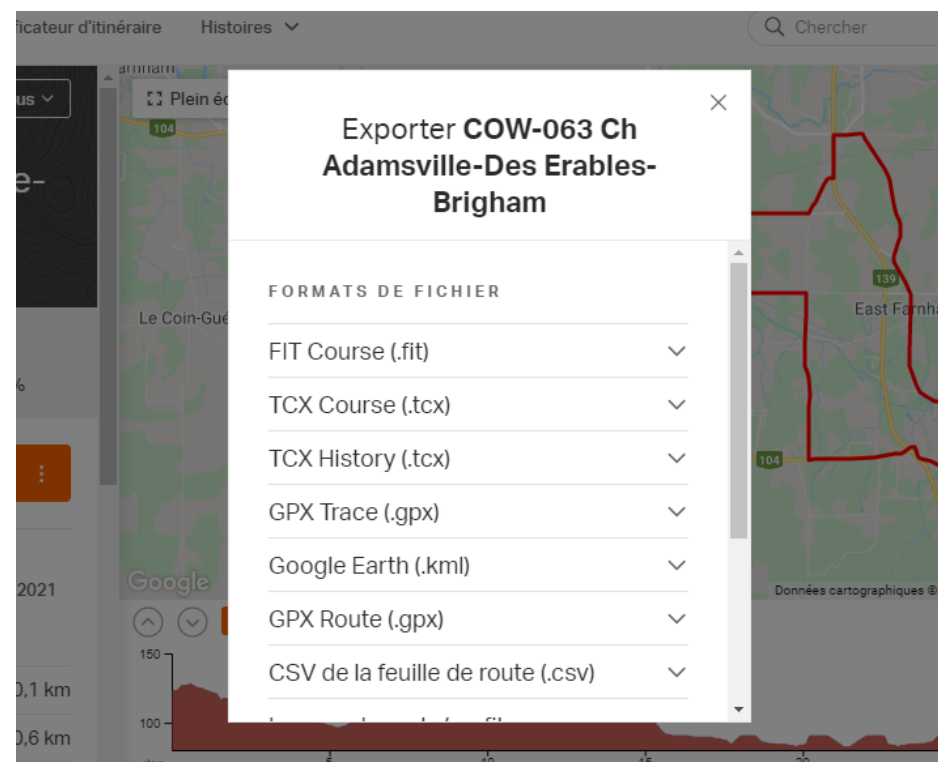 ficateur d'itinéraire Histoires Chercher
Plein
104
Exporter COW-063 Ch
Adamsville-Des Erables-
Brigham
FORMATS DE FICHIER
FIT Course (.fit)
TCX Course (.tcx)
TCX History (.tcx)
GPX Trace (.gpx)
Google Earth (.kml)
GPX Route (.gpx)
CSV de la feuille de route (.csv)
139
East Farnha
Le Coin-Gué
%
104
Google
Données cartographiques ©
2021
150
0,1 km
100
0,6 km
5 10 15 20